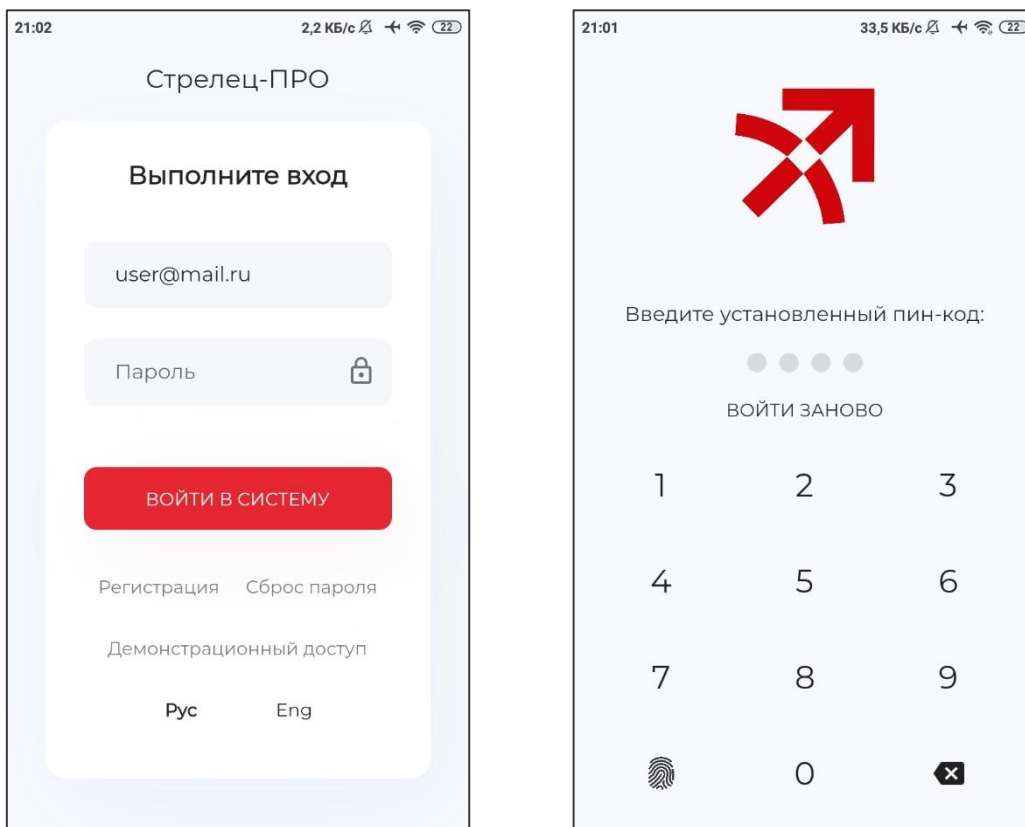 21:02 2,2 КБ/с 22
Стрелец-ПРО
Выполните вход
user@mail.ru
Пароль
ВОЙТИ В СИСТЕМУ
Регистрация Сброс пароля
Демонстрационный доступ
Рус Eng
21:01 33,5 КБ/с 22
Введите установленный пин-код:
ВОЙТИ ЗАНОВО
1 2 3
4 5 6
7 8 9
0